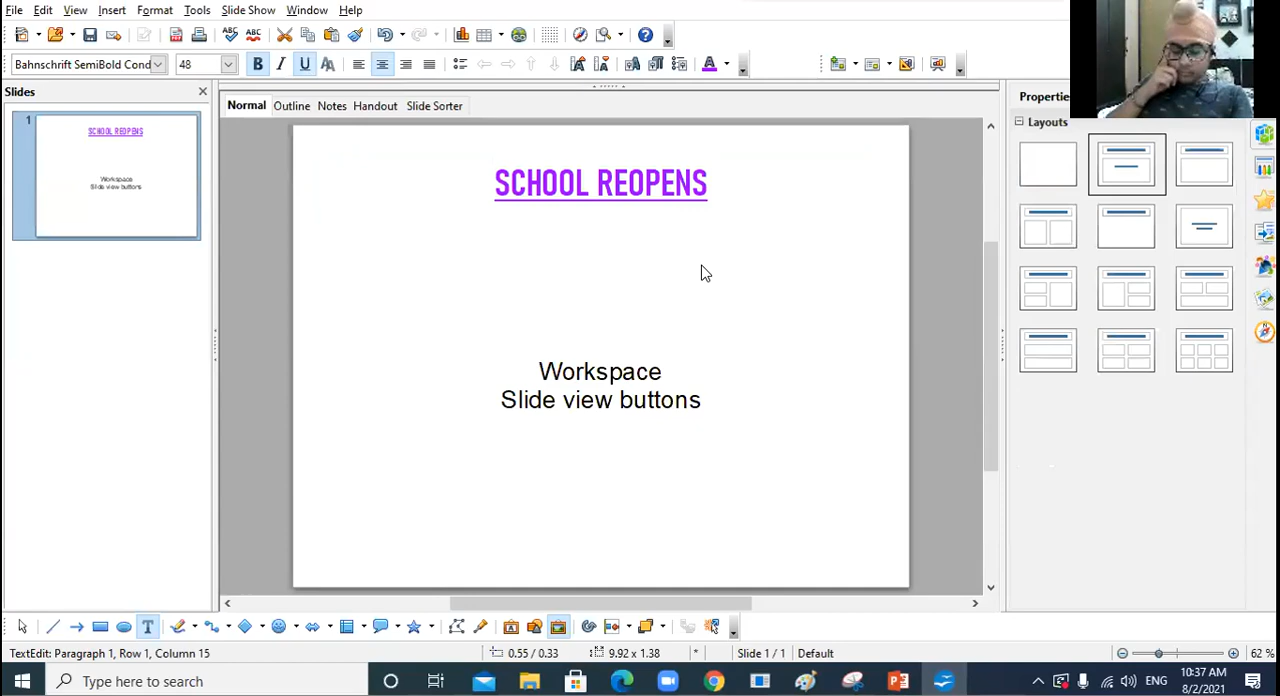 File Edit View Insert Format Tools Slide Show Window Help
Bahnschrift SemiBold Cond 48
Slides
Normal Outline Notes Handout Slide Sorter
Properties
Layouts
1
SCHOOL REOPENS
Workspace
Slide view buttons
SCHOOL REOPENS
Workspace
Slide view buttons
TextEdit: Paragraph 1, Row 1, Column 15 0.55 / 0.33 9.92 x 1.38 * Slide 1 / 1 Default 62 %
Type here to search
ENG
10:37 AM
8/2/2021